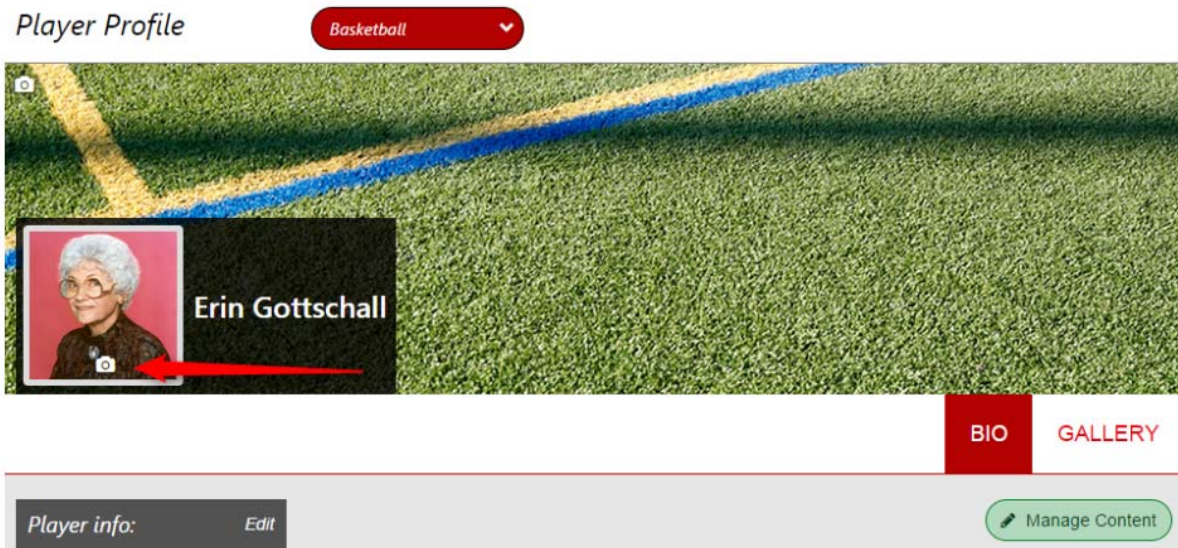 Player Profile
Basketball
Erin Gottschall
BIO
GALLERY
Player info:
Edit
Manage Content